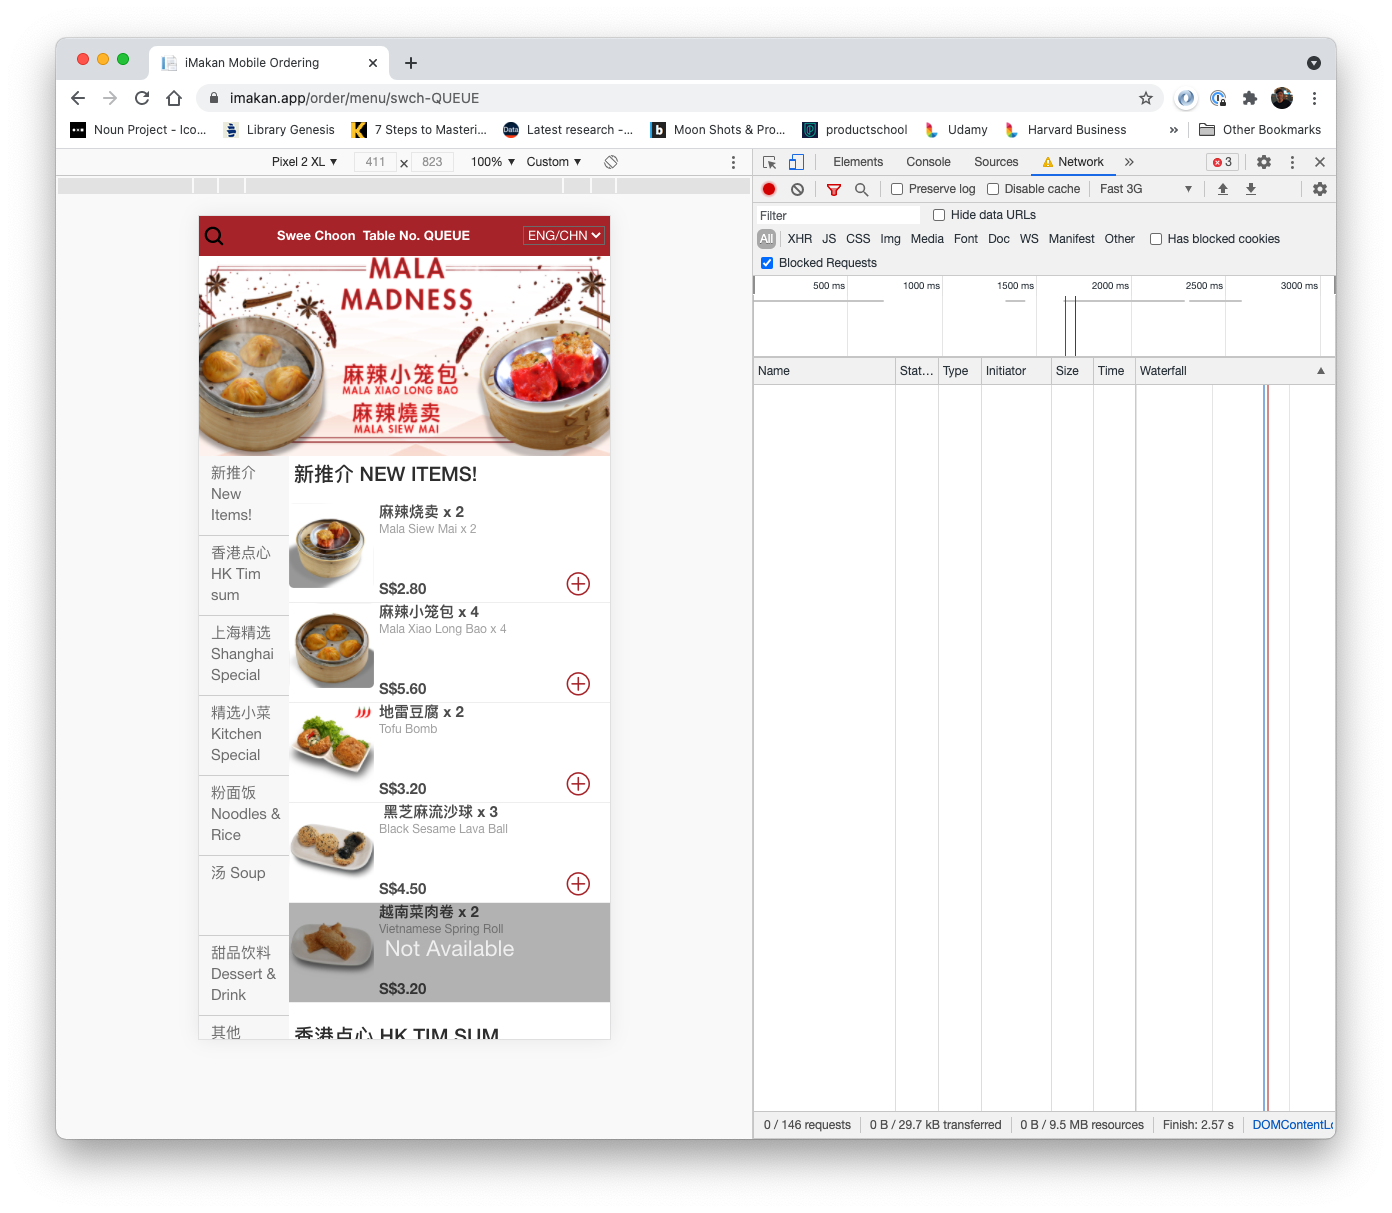 iMakan Mobile Ordering
imakan.app/order/menu/swch-QUEUE
Noun Project - Ico...
Library Genesis
7 Steps to Masteri...
Data
Latest research -...
b
Moon Shots & Pro...
productschool
Udamy
Harvard Business
»
Other Bookmarks
Pixel 2 XL ▼ 411 x 823 100% ▼ Custom ▼
Elements Console Sources Network » 3
Preserve log Disable cache Fast 3G ▼
Filter Hide data URLs
All XHR JS CSS Img Media Font Doc WS Manifest Other Has blocked cookies
Blocked Requests
500 ms 1000 ms 1500 ms 2000 ms 2500 ms 3000 ms
Name Stat... Type Initiator Size Time Waterfall ▲
0 / 146 requests 0 B / 29.7 kB transferred 0 B / 9.5 MB resources Finish: 2.57 s DOMContentLo
Swee Choon Table No. QUEUE ENG/CHN
MALA
MADNESS
麻辣小笼包
MALA XIAO LONG BAO
麻辣燒卖
MALA SIEW MAI
新推介
New
Items!
香港点心
HK Tim
sum
上海精选
Shanghai
Special
精选小菜
Kitchen
Special
粉面饭
Noodles &
Rice
汤 Soup
甜品饮料
Dessert &
Drink
其他
新推介 NEW ITEMS!
麻辣烧卖 x 2
Mala Siew Mai x 2
S$2.80
麻辣小笼包 x 4
Mala Xiao Long Bao x 4
S$5.60
地雷豆腐 x 2
Tofu Bomb
S$3.20
黑芝麻流沙球 x 3
Black Sesame Lava Ball
S$4.50
越南菜肉卷 x 2
Vietnamese Spring Roll
Not Available
S$3.20
香港点心 HK TIM SUM